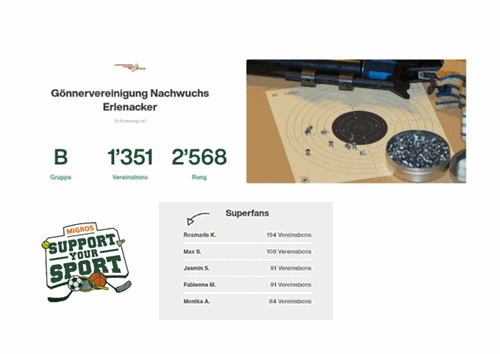 Gönnervereinigung Nachwuchs
Erlenacker
Schiesssport
B
1'351
2'568
Gruppe
Vereinsbons
Rang
MIGROS
SUPPORT
YOUR
SPORT
Superfans
Rosmarie K. 194 Vereinsbons
Max S. 108 Vereinsbons
Jasmin S. 91 Vereinsbons
Fabienne M. 91 Vereinsbons
Monika A. 64 Vereinsbons